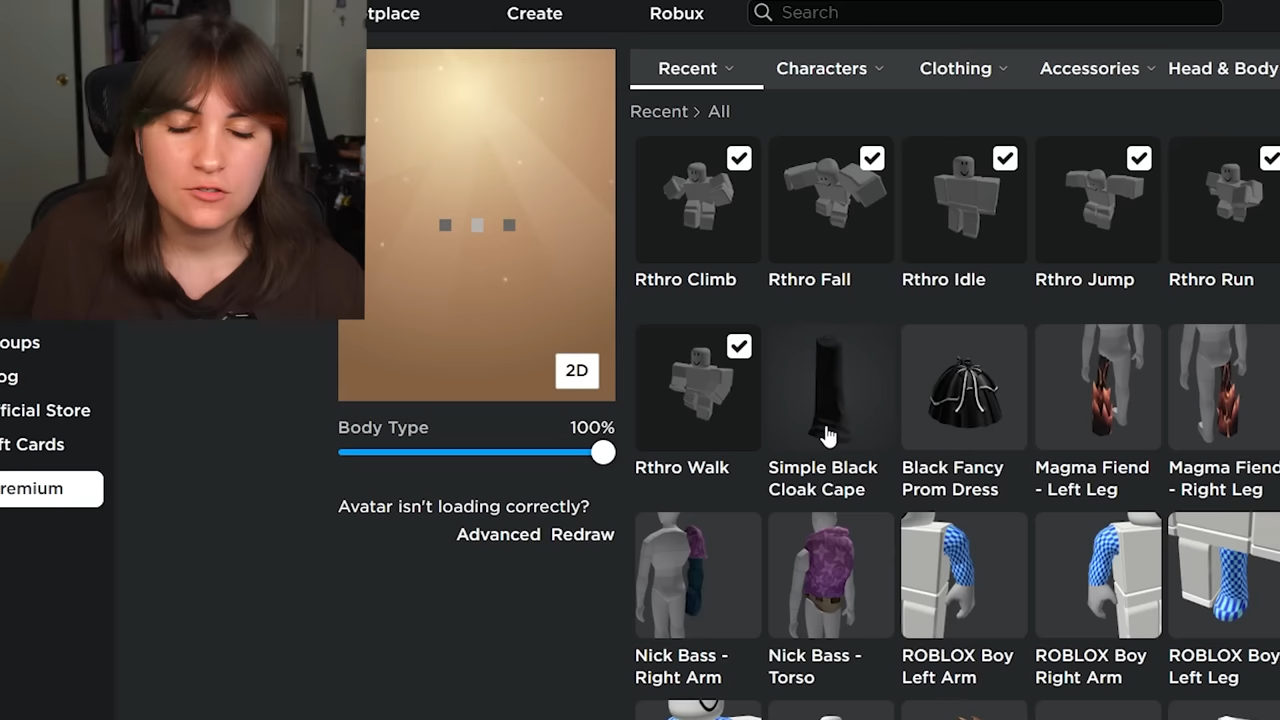 tplace
Create
Robux
Search
Recent
Characters
Clothing
Accessories
Head & Body
Recent > All
Rthro Climb
Rthro Fall
Rthro Idle
Rthro Jump
Rthro Run
oups
og
fficial Store
ft Cards
remium
2D
Body Type
100%
Avatar isn't loading correctly?
Advanced
Redraw
Rthro Walk
Simple Black
Cloak Cape
Black Fancy
Prom Dress
Magma Fiend
- Left Leg
Magma Fiend
- Right Leg
Nick Bass -
Right Arm
Nick Bass -
Torso
ROBLOX Boy
Left Arm
ROBLOX Boy
Right Arm
ROBLOX Boy
Left Leg